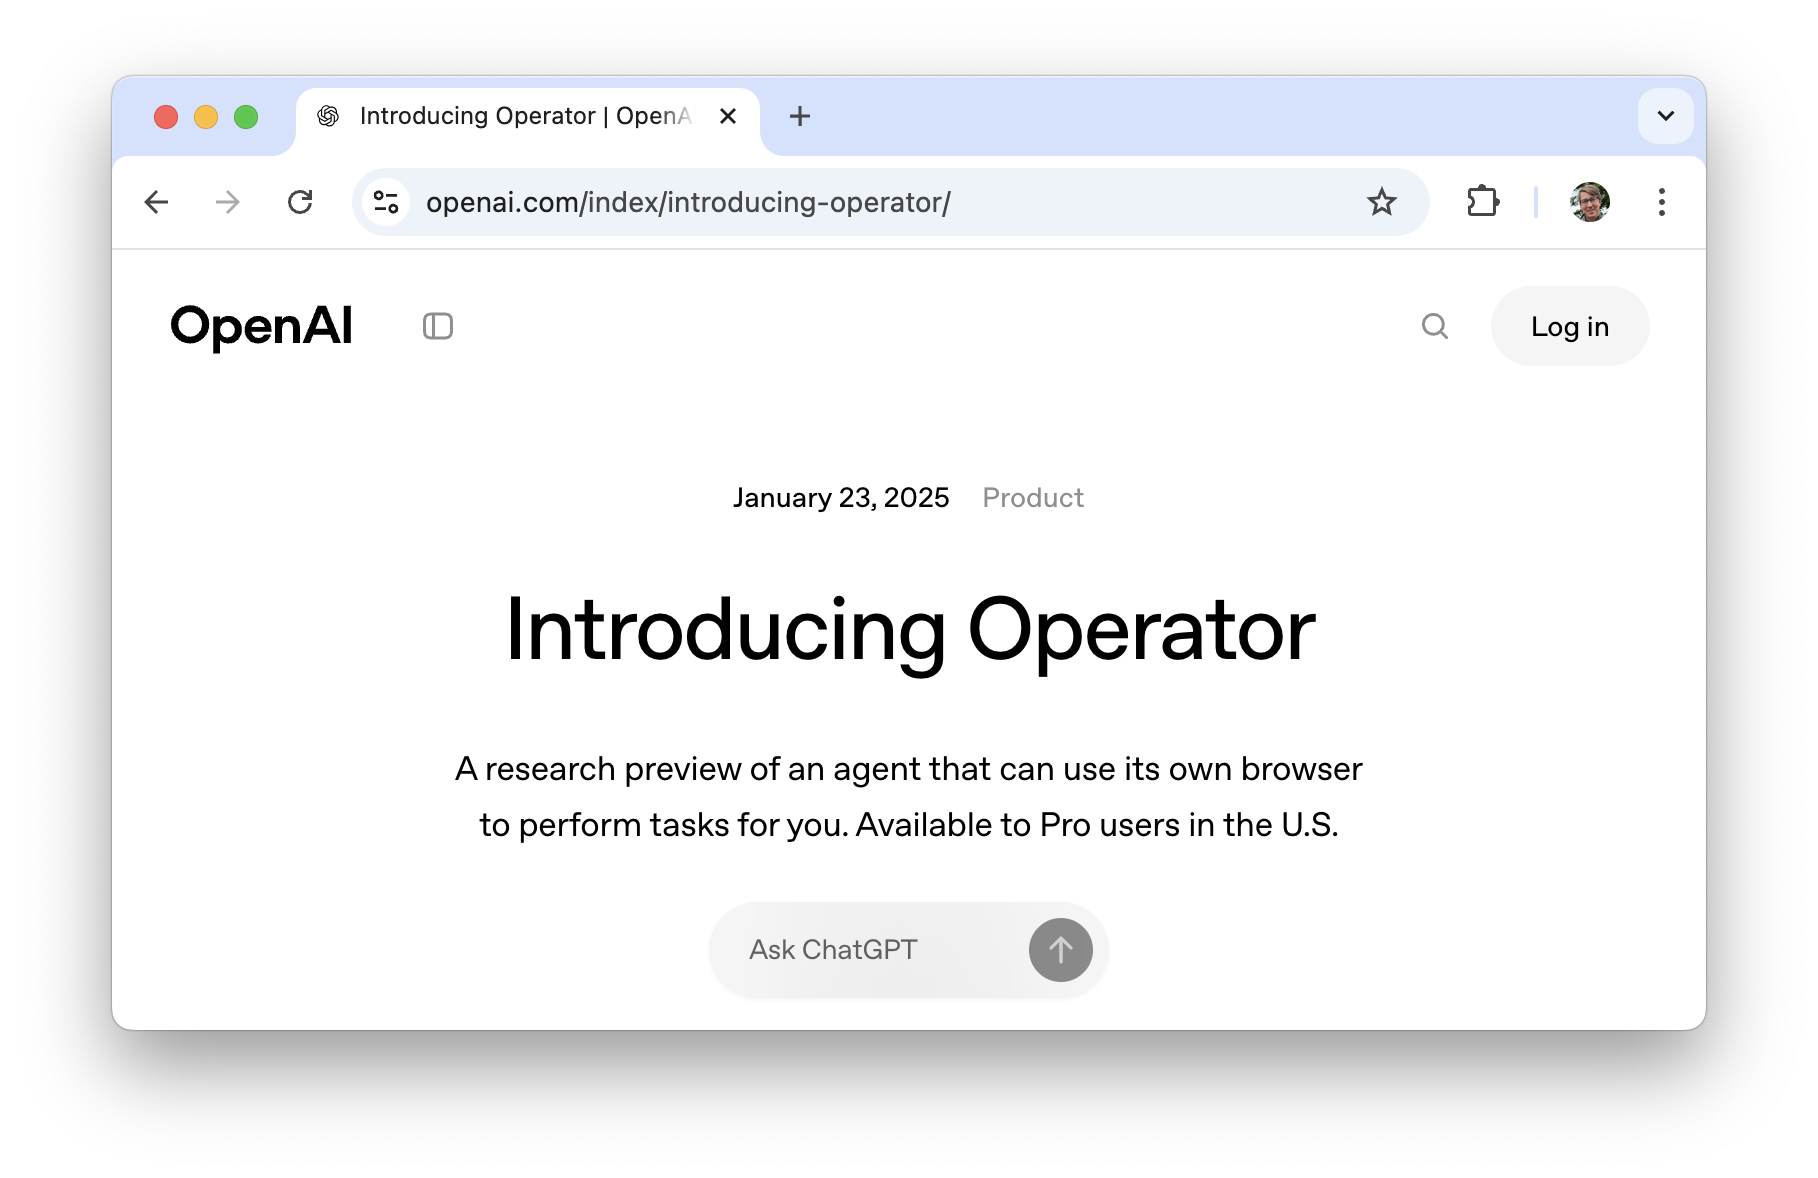 Introducing Operator | OpenA
openai.com/index/introducing-operator/
OpenAI
Log in
January 23, 2025 Product
Introducing Operator
A research preview of an agent that can use its own browser
to perform tasks for you. Available to Pro users in the U.S.
Ask ChatGPT